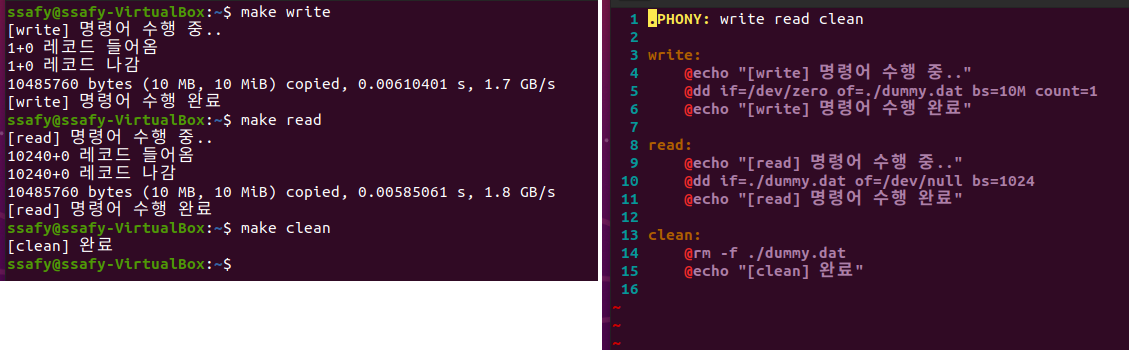 ssafy@ssafy-VirtualBox:~$ make write
[write] 명령어 수행 중..
1+0 레코드 들어옴
1+0 레코드 나감
10485760 bytes (10 MB, 10 MiB) copied, 0.00610401 s, 1.7 GB/s
[write] 명령어 수행 완료
ssafy@ssafy-VirtualBox:~$ make read
[read] 명령어 수행 중..
10240+0 레코드 들어옴
10240+0 레코드 나감
10485760 bytes (10 MB, 10 MiB) copied, 0.00585061 s, 1.8 GB/s
[read] 명령어 수행 완료
ssafy@ssafy-VirtualBox:~$ make clean
[clean] 완료
ssafy@ssafy-VirtualBox:~$
1 .PHONY: write read clean
2
3 write:
4     @echo "[write] 명령어 수행 중.."
5     @dd if=/dev/zero of=./dummy.dat bs=10M count=1
6     @echo "[write] 명령어 수행 완료"
7
8 read:
9     @echo "[read] 명령어 수행 중.."
10     @dd if=./dummy.dat of=/dev/null bs=1024
11     @echo "[read] 명령어 수행 완료"
12
13 clean:
14     @rm -f ./dummy.dat
15     @echo "[clean] 완료"
16
~
~
~